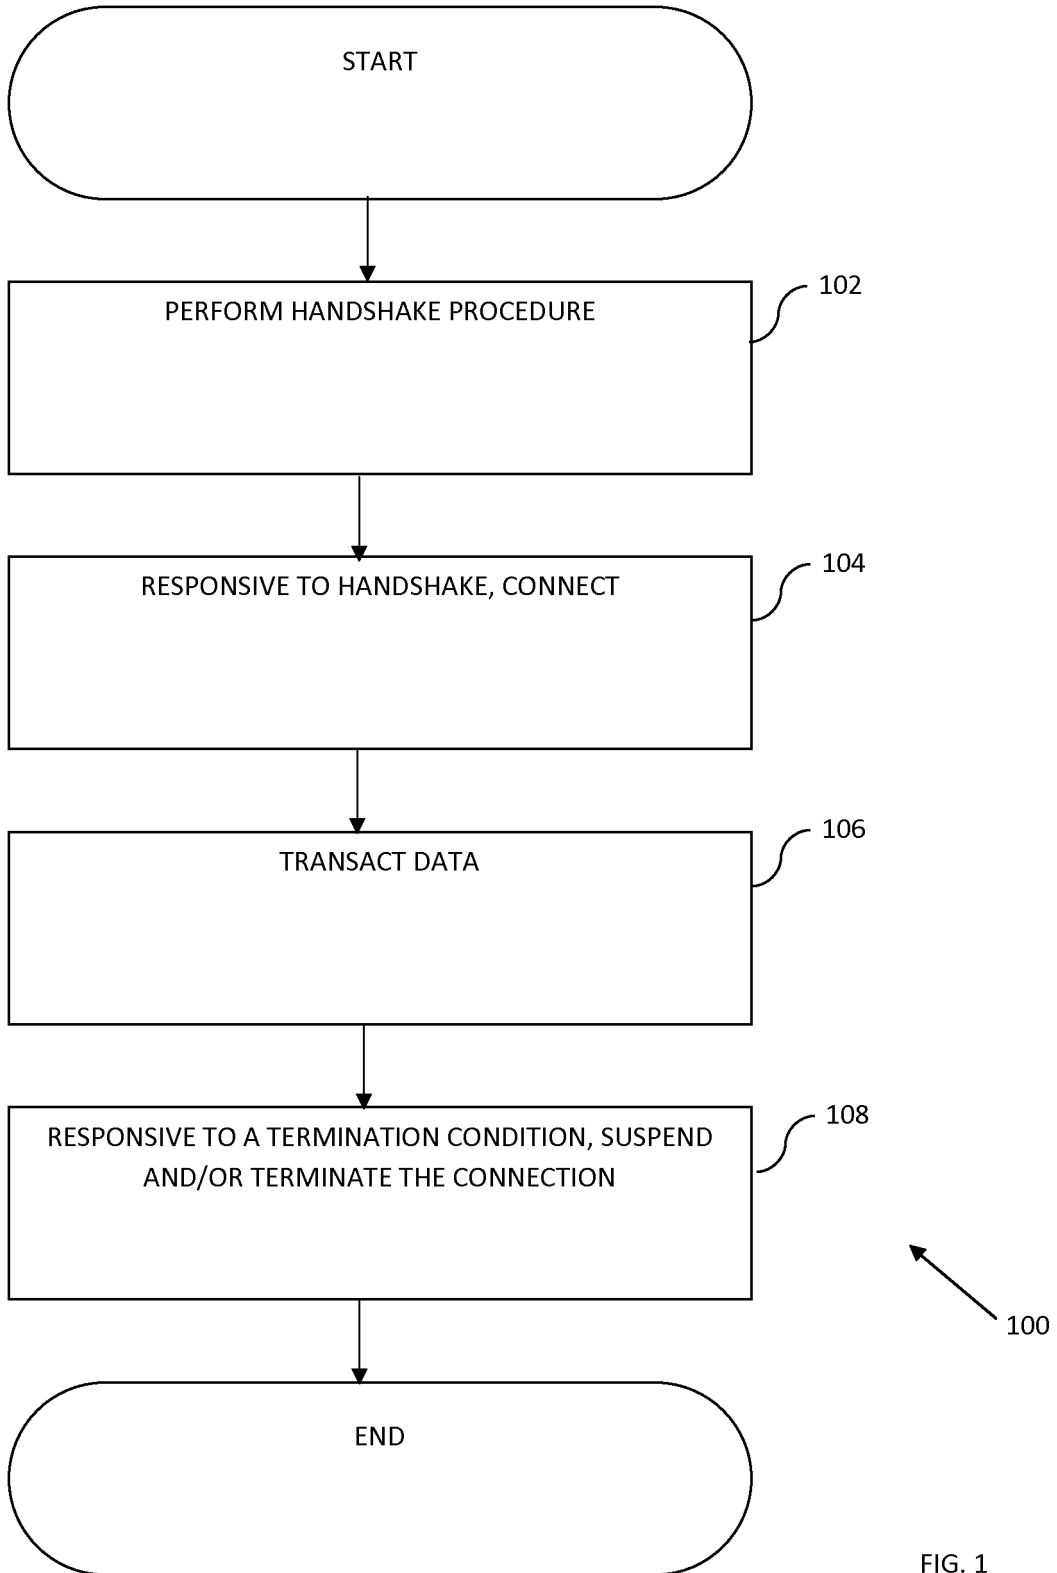 START
102
PERFORM HANDSHAKE PROCEDURE
104
RESPONSIVE TO HANDSHAKE, CONNECT
106
TRANSACT DATA
108
RESPONSIVE TO A TERMINATION CONDITION, SUSPEND
AND/OR TERMINATE THE CONNECTION
100
END
FIG. 1